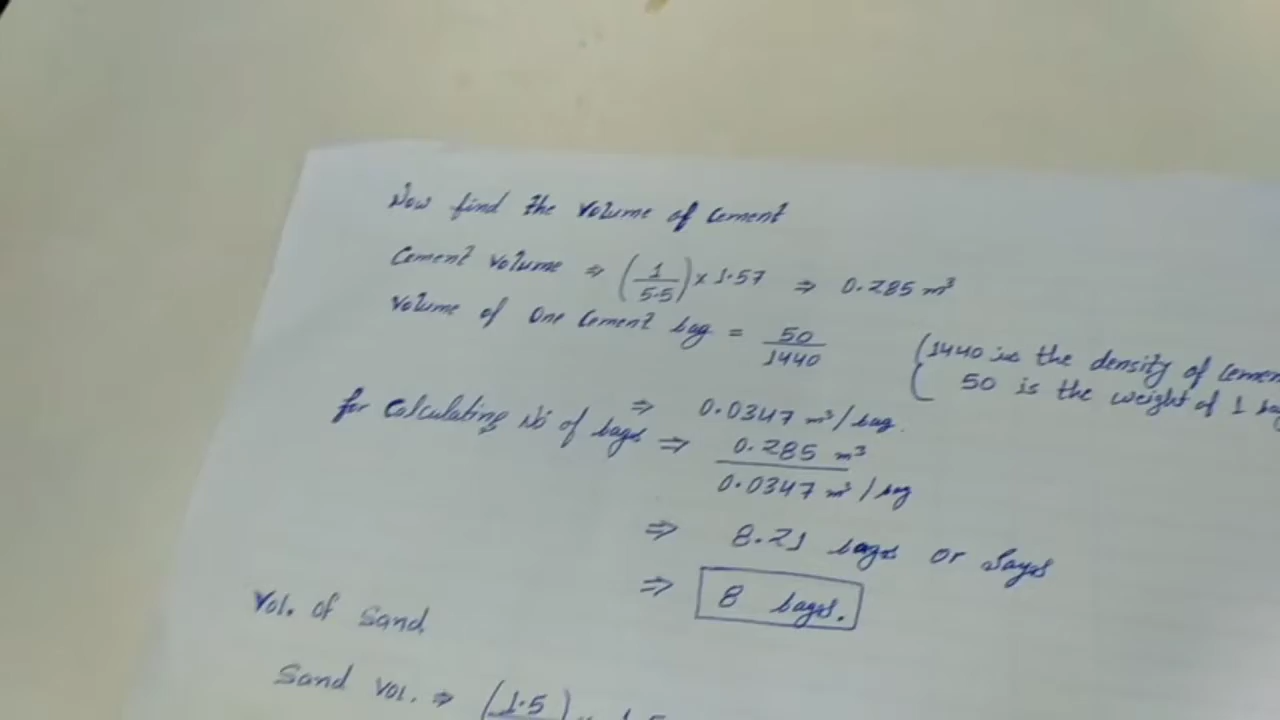 Now find the volume of Cement
Cement volume ⇒ (1/5.5) × 1.57 ⇒ 0.285 m³
Volume of One Cement bag = 50/1440
(1440 is the density of Cemen
( 50 is the weight of 1 ba
⇒ 0.0347 m³/bag.
for Calculating No of bags ⇒ 0.285 m³ / 0.0347 m³/bag
⇒ 8.21 bags or Says
⇒ 8 bags.
Vol. of Sand.
Sand Vol. ⇒ (1.5